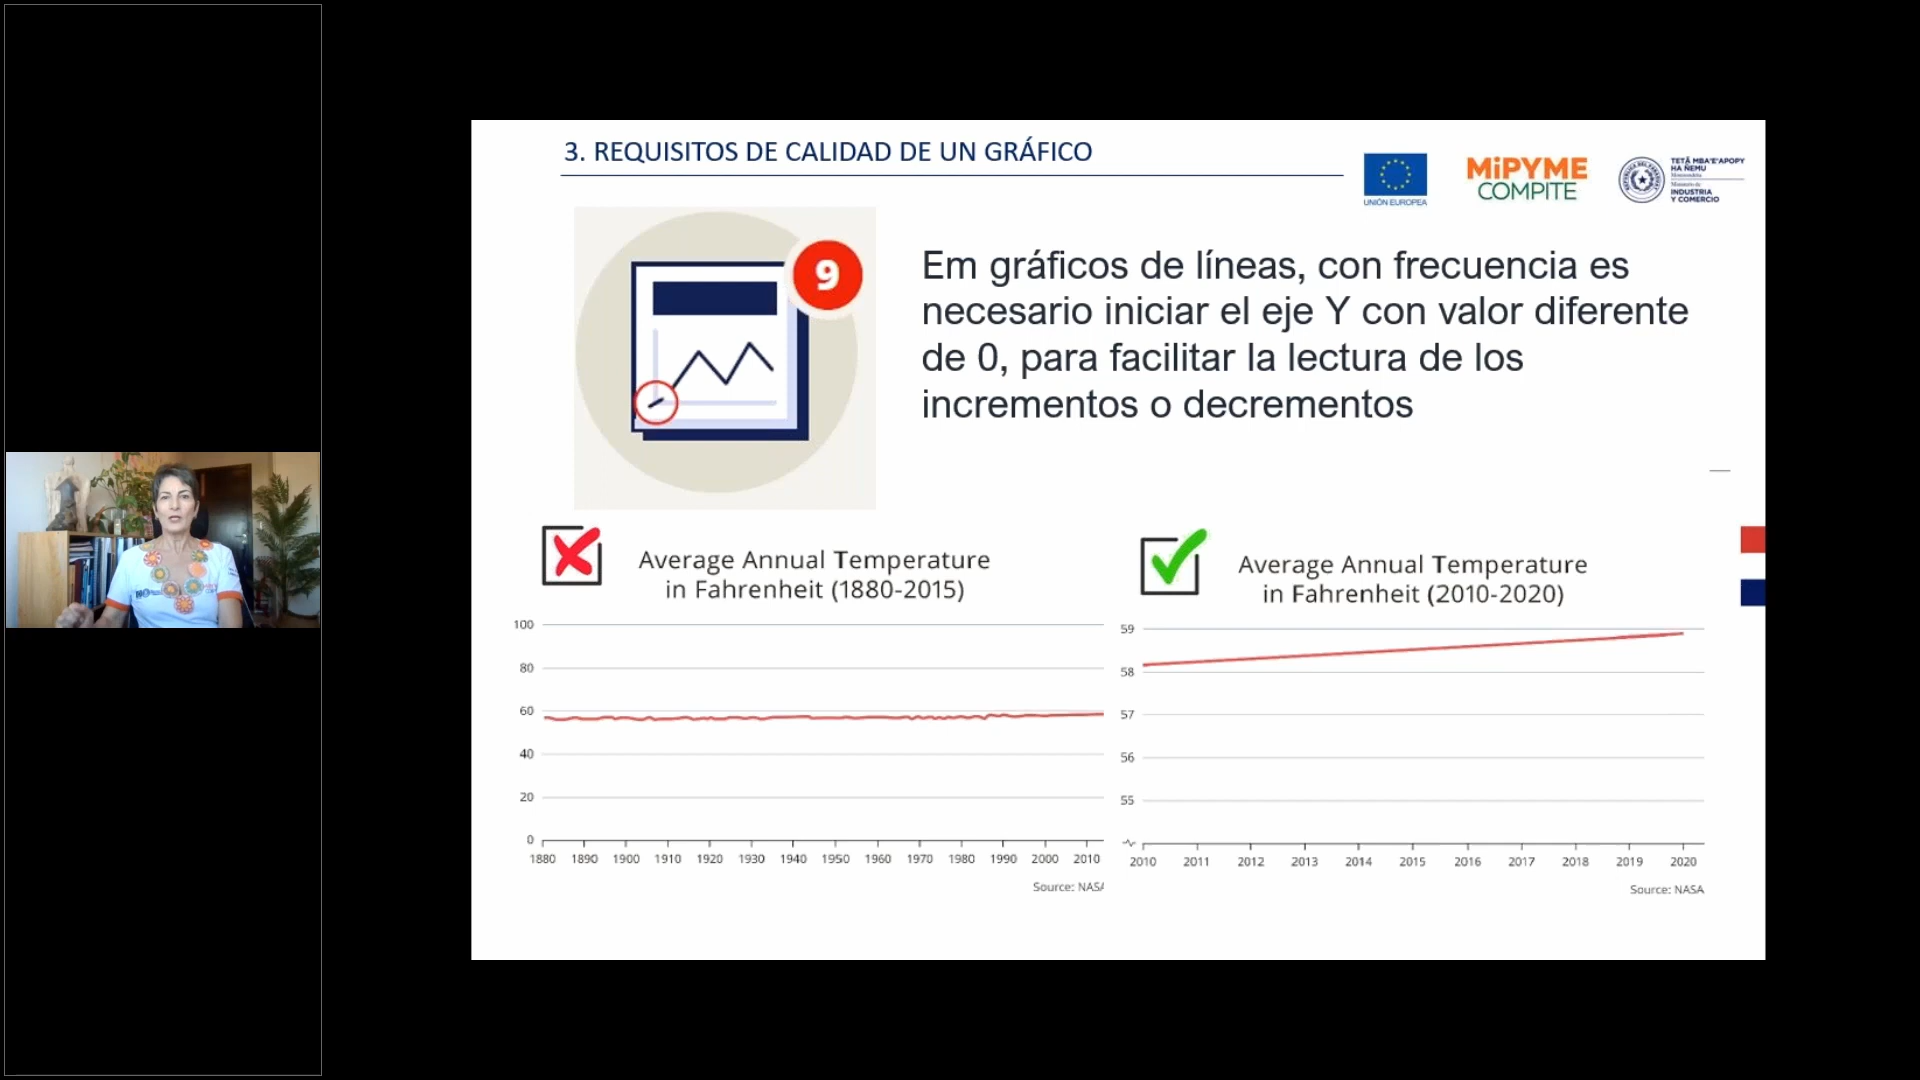 3. REQUISITOS DE CALIDAD DE UN GRÁFICO
UNIÓN EUROPEA
MiPYME
COMPITE
TETÃ MBA'E'APOPY
HA ÑEMU
INDUSTRIA
Y COMERCIO
9
Em gráficos de líneas, con frecuencia es
necesario iniciar el eje Y con valor diferente
de 0, para facilitar la lectura de los
incrementos o decrementos
Average Annual Temperature
in Fahrenheit (1880-2015)
100
80
60
40
20
0
1880 1890 1900 1910 1920 1930 1940 1950 1960 1970 1980 1990 2000 2010
Source: NASA
Average Annual Temperature
in Fahrenheit (2010-2020)
59
58
57
56
55
2010 2011 2012 2013 2014 2015 2016 2017 2018 2019 2020
Source: NASA